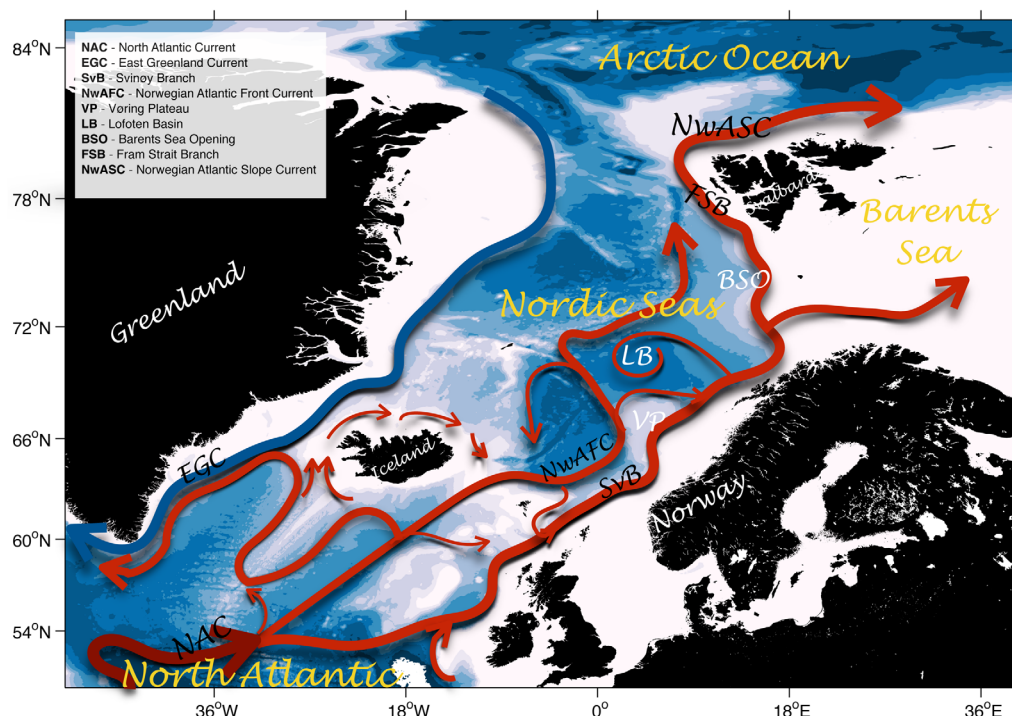 84°N
78°N
72°N
66°N
60°N
54°N
NAC - North Atlantic Current
EGC - East Greenland Current
SvB - Svinoy Branch
NwAFC - Norwegian Atlantic Front Current
VP - Vøring Plateau
LB - Lofoten Basin
BSO - Barents Sea Opening
FSB - Fram Strait Branch
NwASC - Norwegian Atlantic Slope Current
Arctic Ocean
NwASC
FSB
Svalbard
Barents
Sea
BSO
Greenland
Nordic Seas
LB
VP
NwAFC
SvB
Iceland
EGC
Norway
NAC
North Atlantic
36°W
18°W
0°
18°E
36°E